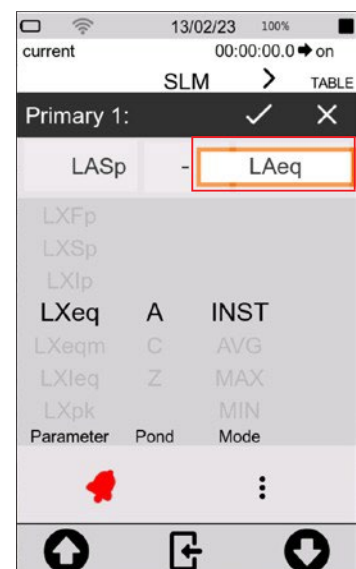 13/02/23 100%
current 00:00:00.0 on
SLM > TABLE
Primary 1:
LASp - LAeq
LXFp
LXSp
LXIp
LXeq A INST
LXeqm C AVG
LXIeq Z MAX
LXpk MIN
Parameter Pond Mode